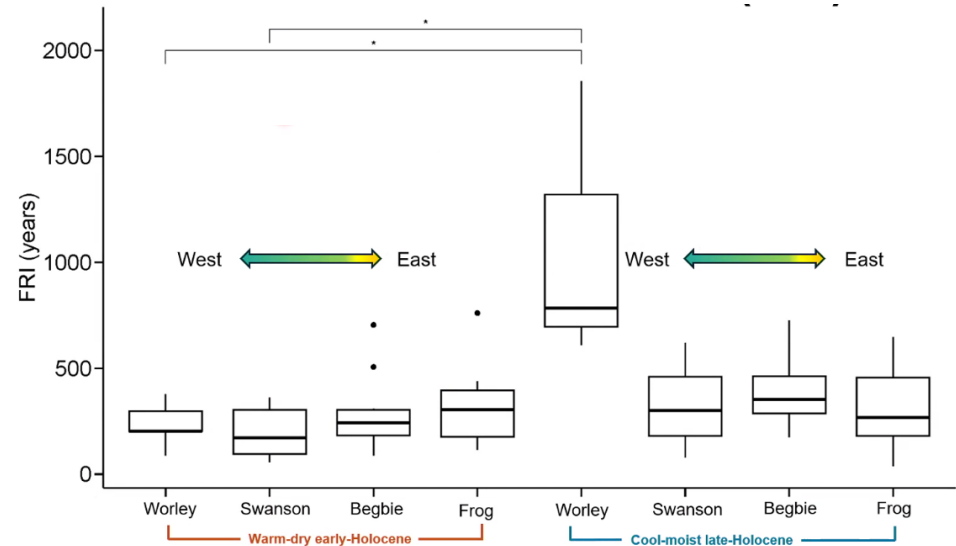 *
*
2000
1500
1000
500
0
FRI (years)
West East
West East
Worley Swanson Begbie Frog Worley Swanson Begbie Frog
Warm-dry early-Holocene Cool-moist late-Holocene